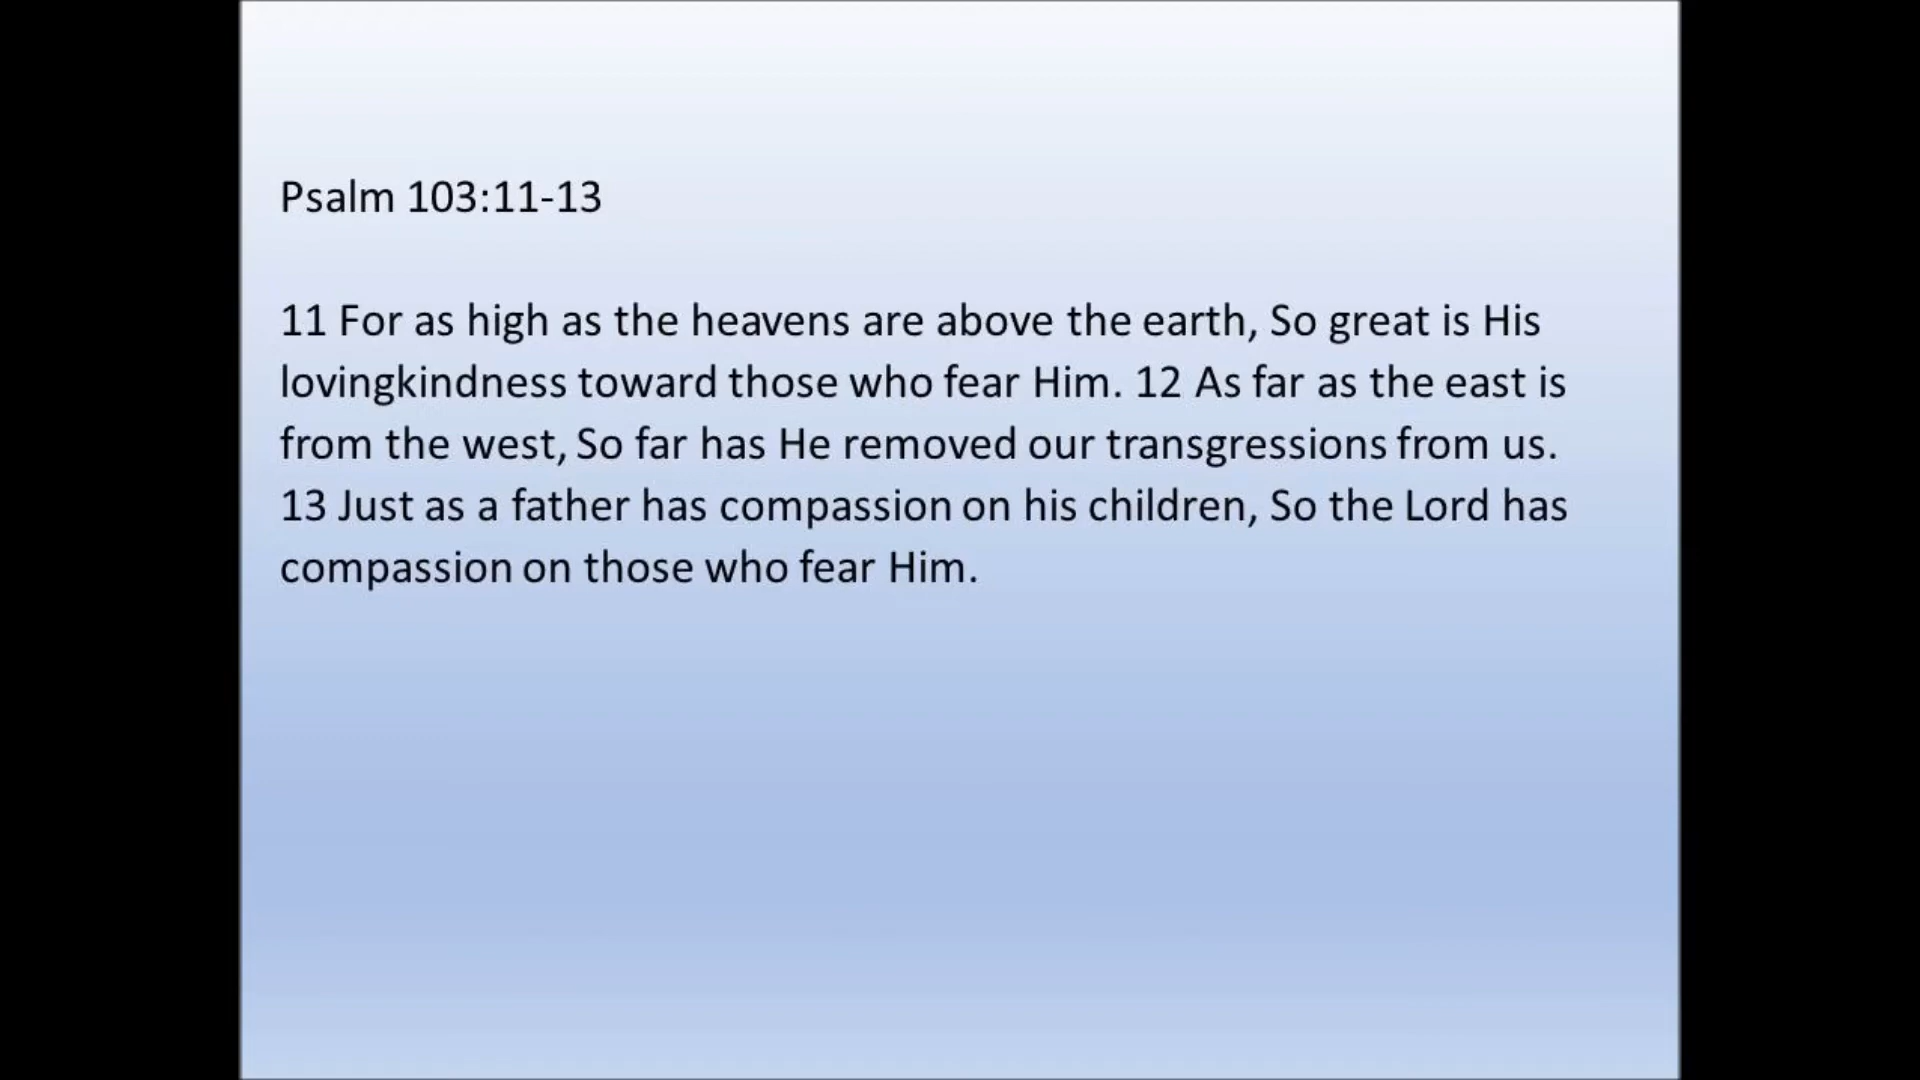 Psalm 103:11-13
11 For as high as the heavens are above the earth, So great is His
lovingkindness toward those who fear Him. 12 As far as the east is
from the west, So far has He removed our transgressions from us.
13 Just as a father has compassion on his children, So the Lord has
compassion on those who fear Him.